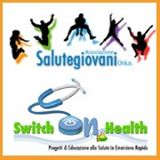 Associazione
Salutegiovani
Onlus
Switch On Health
Progetti di Educazione alla Salute in Emersione Rapida